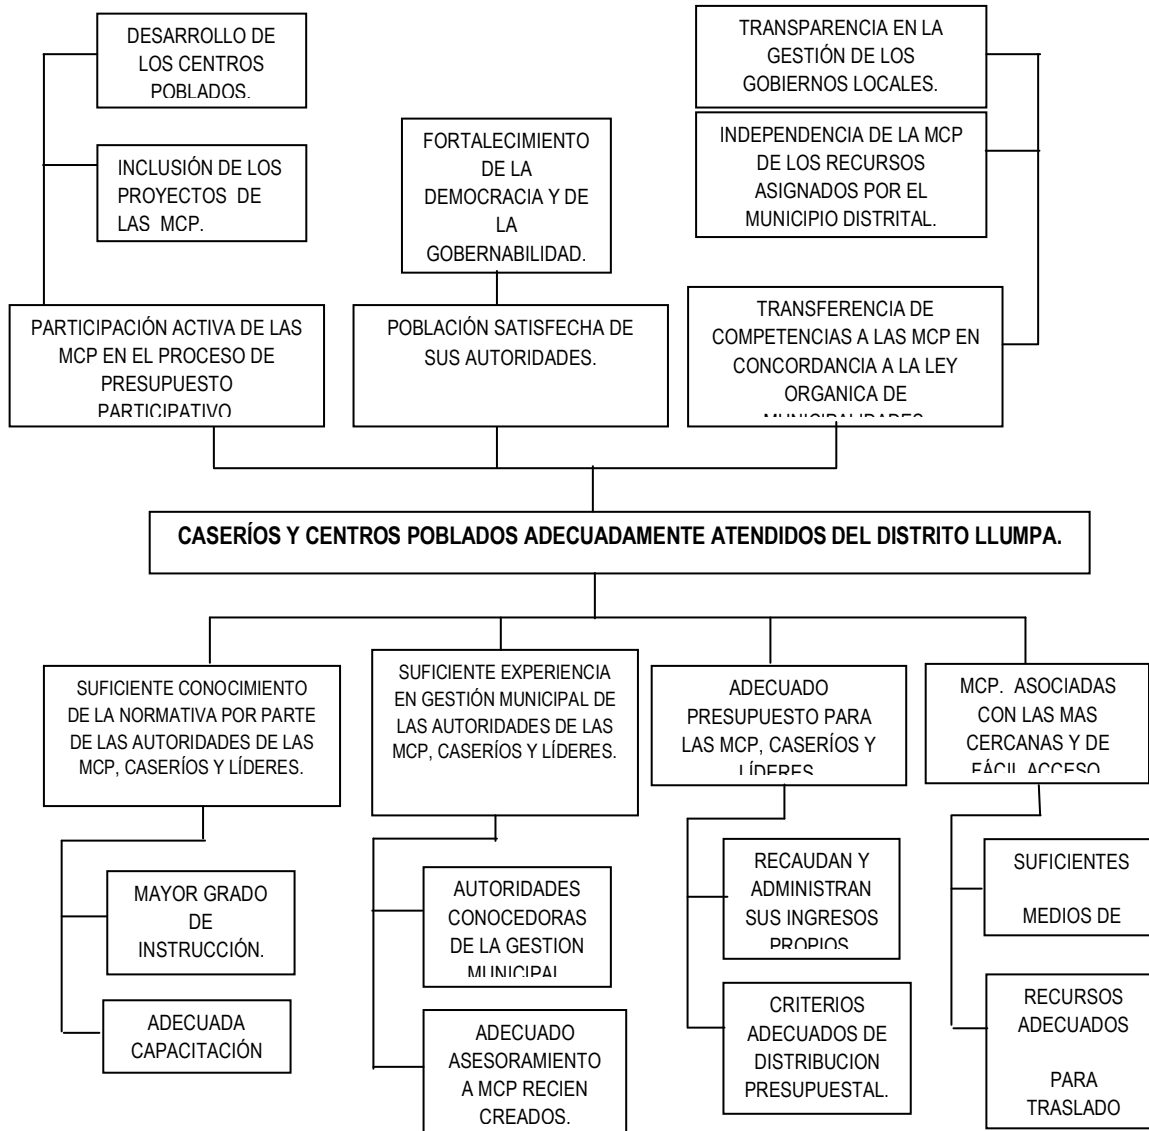 DESARROLLO DE
LOS CENTROS
POBLADOS.
TRANSPARENCIA EN LA
GESTIÓN DE LOS
GOBIERNOS LOCALES.
FORTALECIMIENTO
DE LA
DEMOCRACIA Y DE
LA
GOBERNABILIDAD.
INDEPENDENCIA DE LA MCP
DE LOS RECURSOS
ASIGNADOS POR EL
MUNICIPIO DISTRITAL.
INCLUSIÓN DE LOS
PROYECTOS DE
LAS MCP.
PARTICIPACIÓN ACTIVA DE LAS
MCP EN EL PROCESO DE
PRESUPUESTO
PARTICIPATIVO
POBLACIÓN SATISFECHA DE
SUS AUTORIDADES.
TRANSFERENCIA DE
COMPETENCIAS A LAS MCP EN
CONCORDANCIA A LA LEY
ORGANICA DE
MUNICIPALIDADES
CASERÍOS Y CENTROS POBLADOS ADECUADAMENTE ATENDIDOS DEL DISTRITO LLUMPA.
SUFICIENTE CONOCIMIENTO
DE LA NORMATIVA POR PARTE
DE LAS AUTORIDADES DE LAS
MCP, CASERÍOS Y LÍDERES.
SUFICIENTE EXPERIENCIA
EN GESTIÓN MUNICIPAL DE
LAS AUTORIDADES DE LAS
MCP, CASERÍOS Y LÍDERES.
ADECUADO
PRESUPUESTO PARA
LAS MCP, CASERÍOS Y
LÍDERES
MCP. ASOCIADAS
CON LAS MAS
CERCANAS Y DE
FÁCIL ACCESO
MAYOR GRADO
DE
INSTRUCCIÓN.
AUTORIDADES
CONOCEDORAS
DE LA GESTION
MUNICIPAL
RECAUDAN Y
ADMINISTRAN
SUS INGRESOS
PROPIOS
SUFICIENTES
MEDIOS DE
ADECUADA
CAPACITACIÓN
ADECUADO
ASESORAMIENTO
A MCP RECIEN
CREADOS.
CRITERIOS
ADECUADOS DE
DISTRIBUCION
PRESUPUESTAL.
RECURSOS
ADECUADOS
PARA
TRASLADO